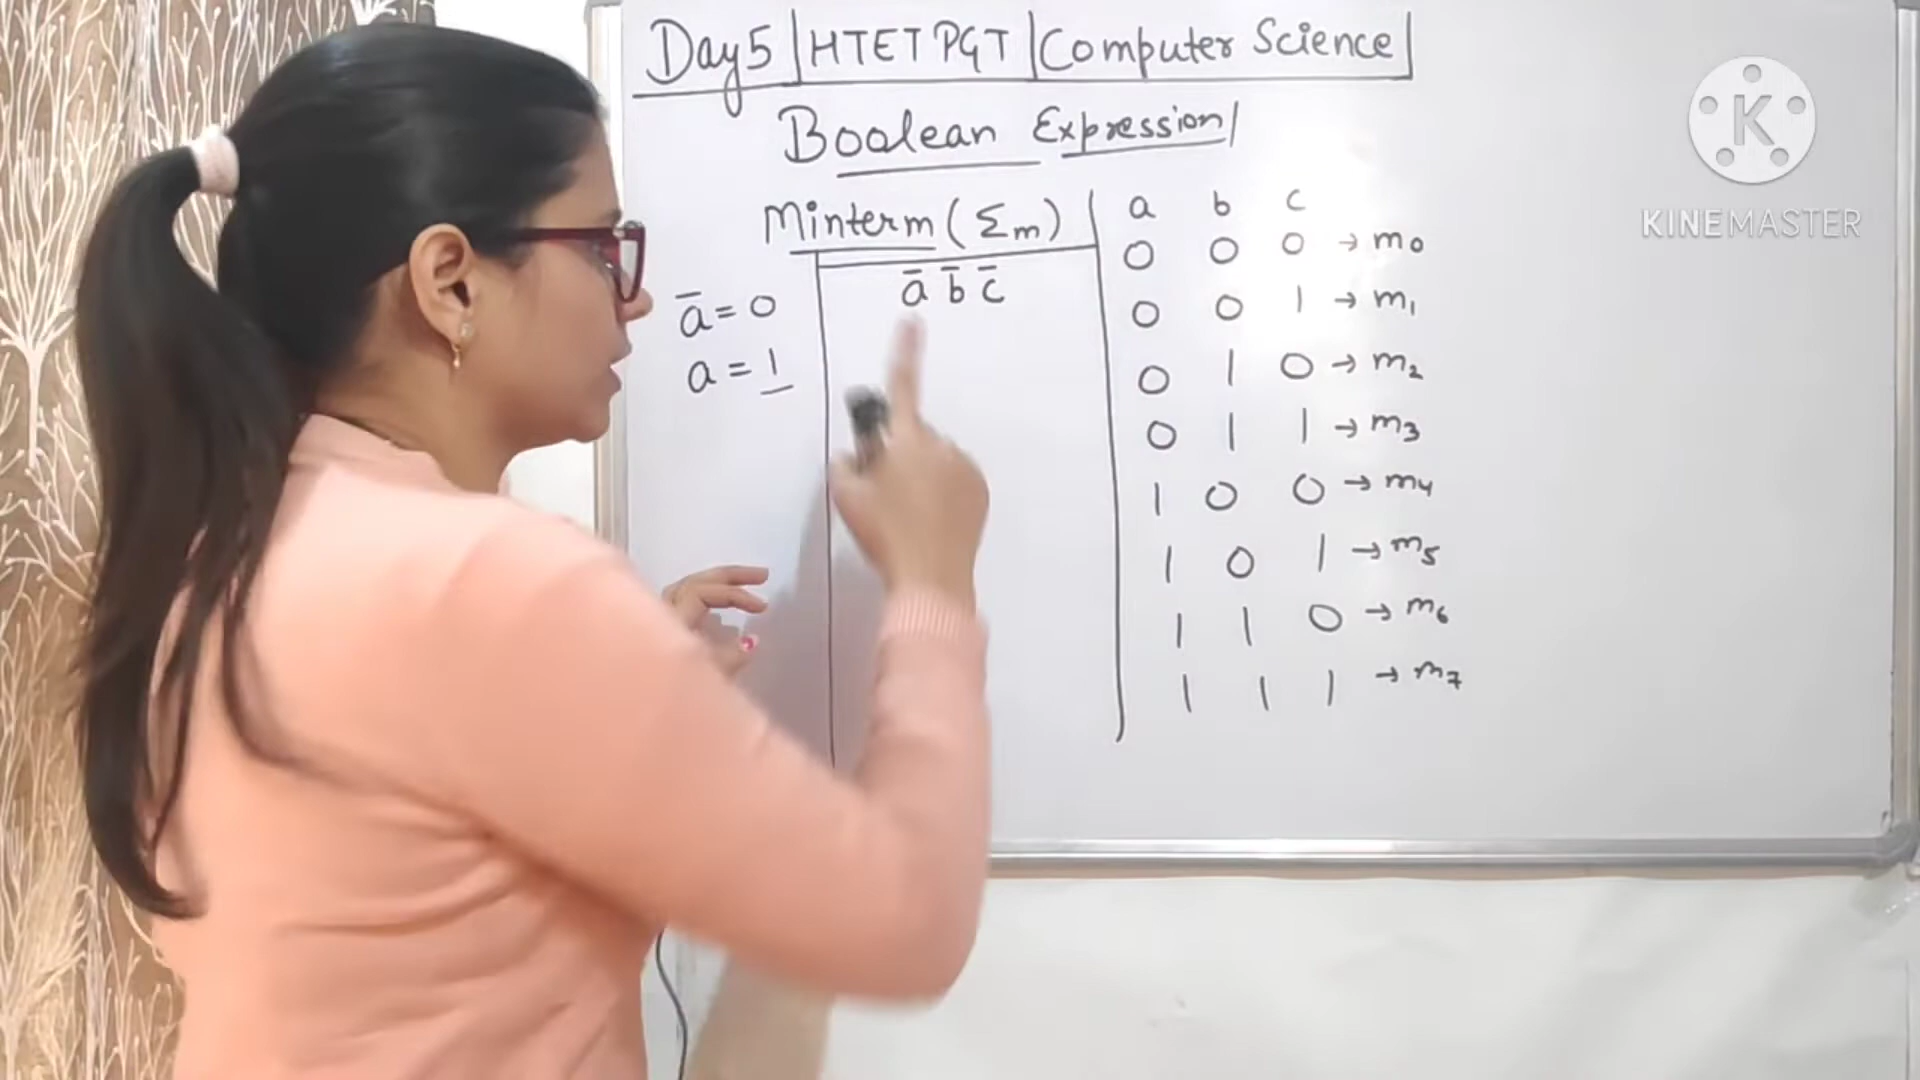 Day 5 | HTET PGT | Computer Science |
Boolean Expression
Minterm (Σm)
a̅ b̅ c̅
a̅ = 0
a = 1
a b c
0 0 0 → m0
0 0 1 → m1
0 1 0 → m2
0 1 1 → m3
1 0 0 → m4
1 0 1 → m5
1 1 0 → m6
1 1 1 → m7
K
KINEMASTER